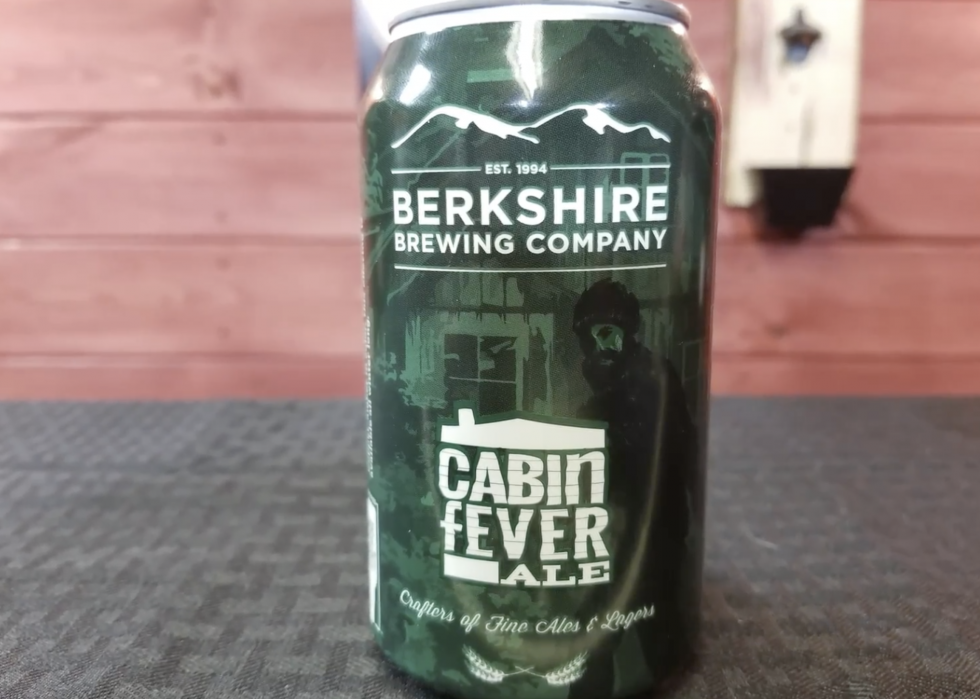 EST. 1994
BERKSHIRE
BREWING COMPANY
CABIN
fEVER
ALE
Crafters of Fine Ales & Lagers